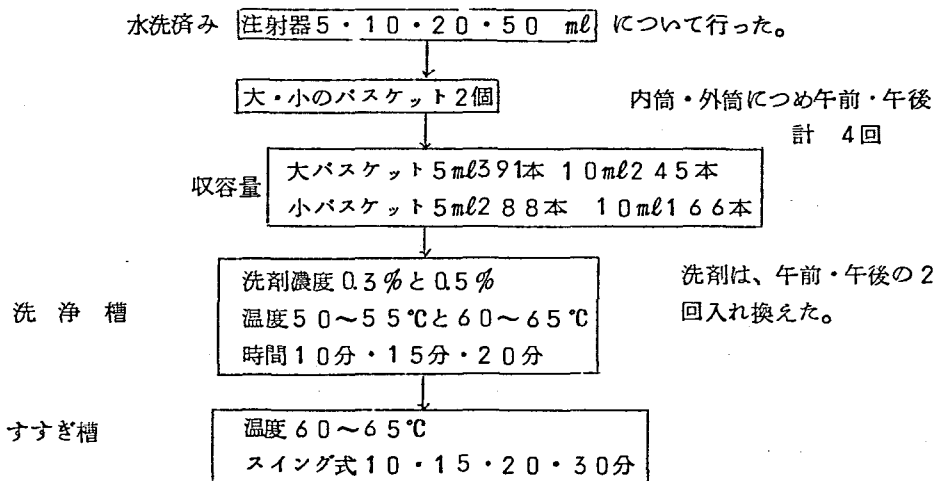 水洗済み 注射器5・10・20・50 mℓ について行った。
大・小のバスケット2個
内筒・外筒につめ午前・午後
計 4回
収容量
大バスケット5mℓ391本 10mℓ245本
小バスケット5mℓ288本 10mℓ166本
洗浄槽
洗剤濃度0.3%と0.5%
温度50～55℃と60～65℃
時間10分・15分・20分
洗剤は、午前・午後の2
回入れ換えた。
すすぎ槽
温度60～65℃
スイング式10・15・20・30分